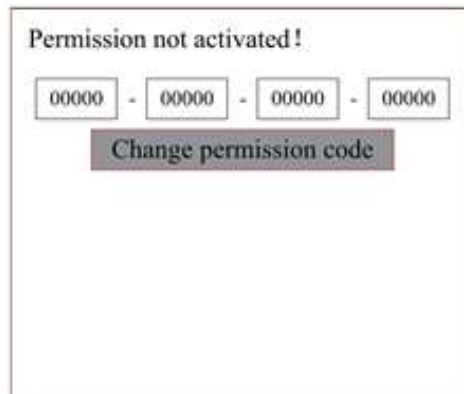 Permission not activated!
00000 - 00000 - 00000 - 00000
Change permission code